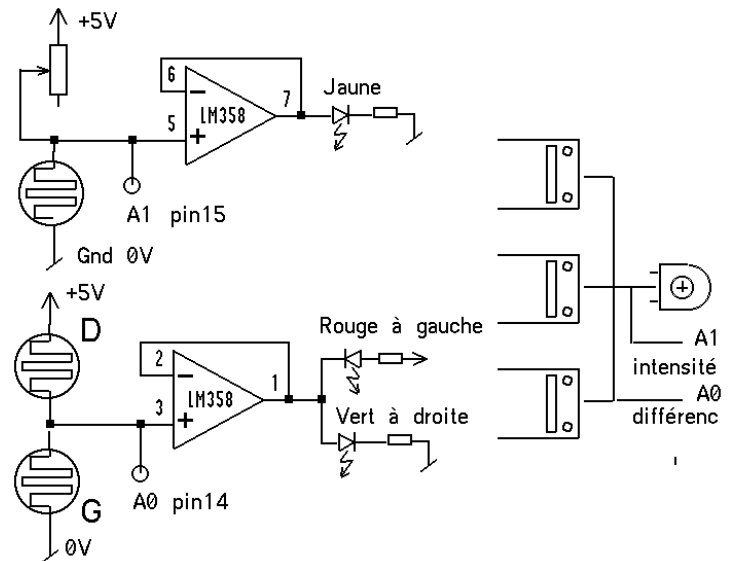 +5V
6
7
LM358
5
Jaune
A1 pin15
Gnd 0V
+5V
D
2
1
LM358
3
Rouge à gauche
Vert à droite
A0 pin14
G
0V
A1
intensité
A0
différenc